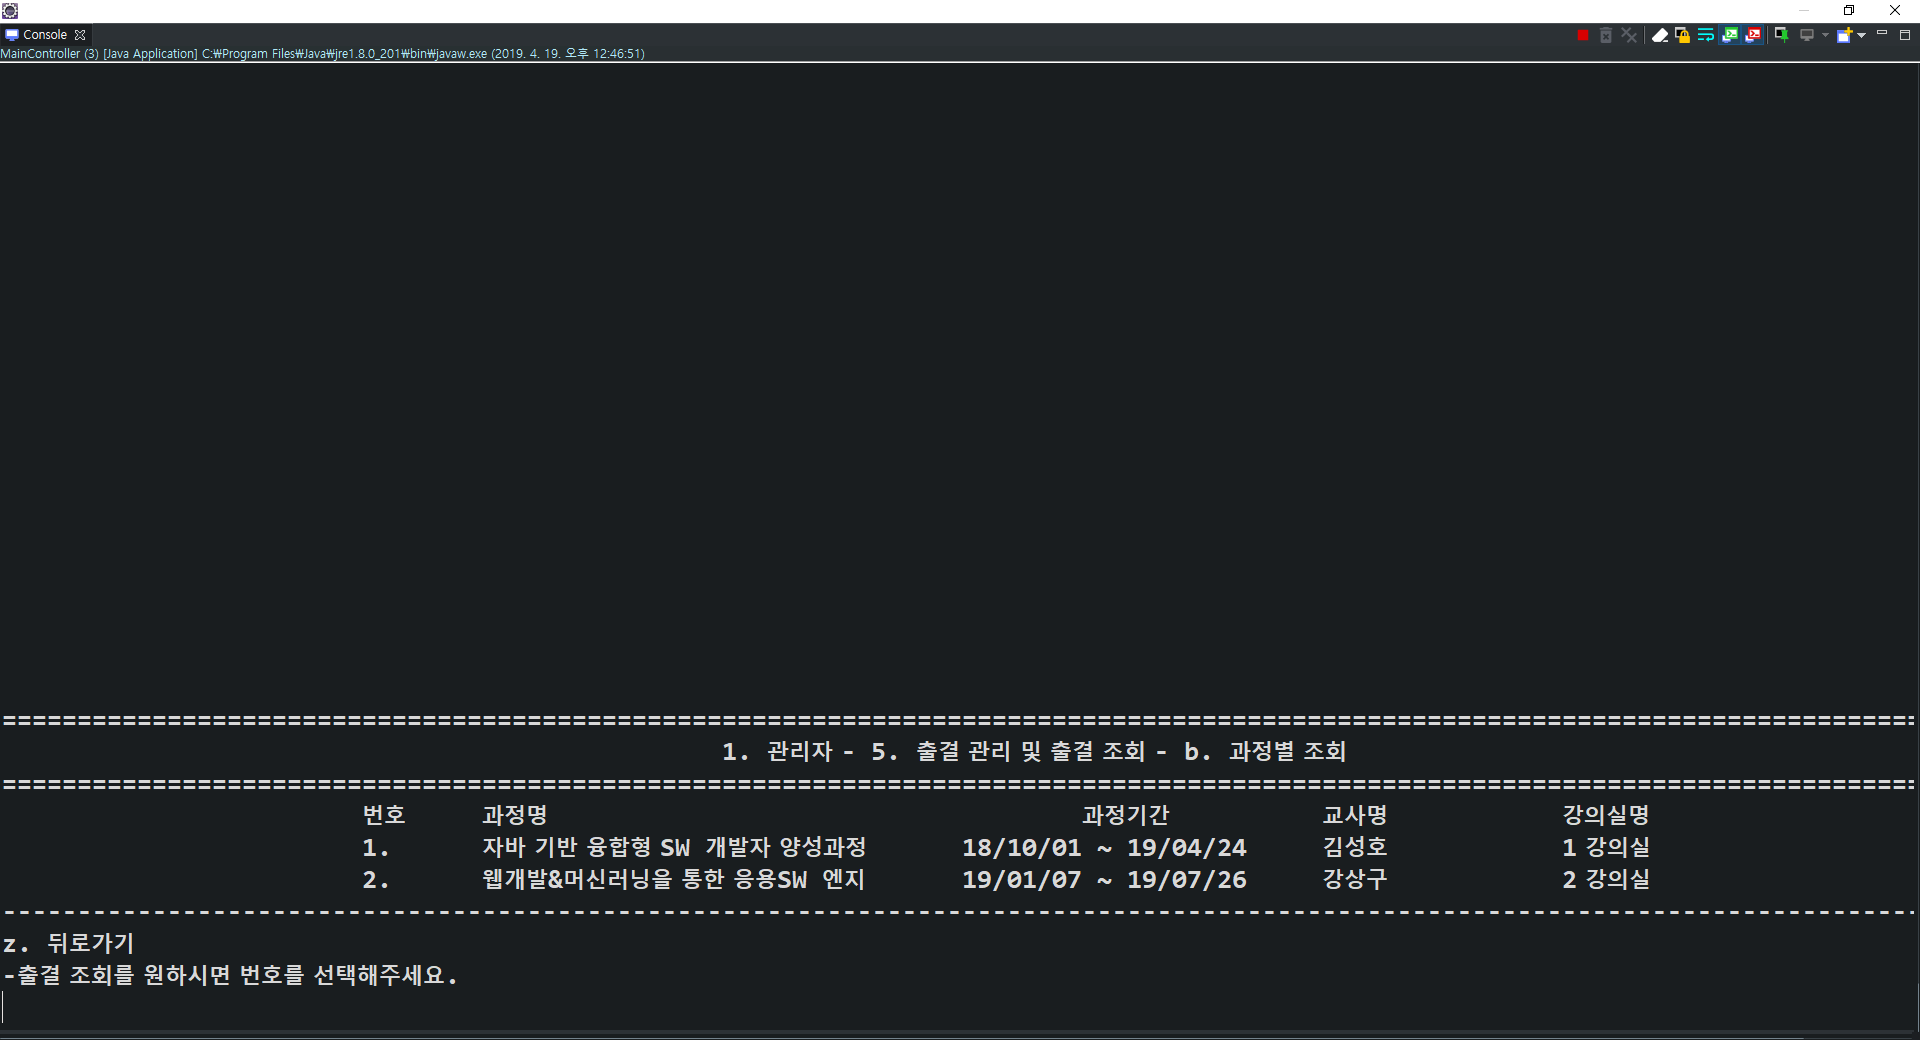 Console
MainController (3) [Java Application] C:₩Program Files₩Java₩jre1.8.0_201₩bin₩javaw.exe (2019. 4. 19. 오후 12:46:51)
================================================================================================================================
1. 관리자 - 5. 출결 관리 및 출결 조회 - b. 과정별 조회
================================================================================================================================
번호 과정명 과정기간 교사명 강의실명
1. 자바 기반 융합형 SW 개발자 양성과정 18/10/01 ~ 19/04/24 김성호 1 강의실
2. 웹개발&머신러닝을 통한 응용SW 엔지 19/01/07 ~ 19/07/26 강상구 2 강의실
--------------------------------------------------------------------------------------------------------------------------------
z. 뒤로가기
-출결 조회를 원하시면 번호를 선택해주세요.